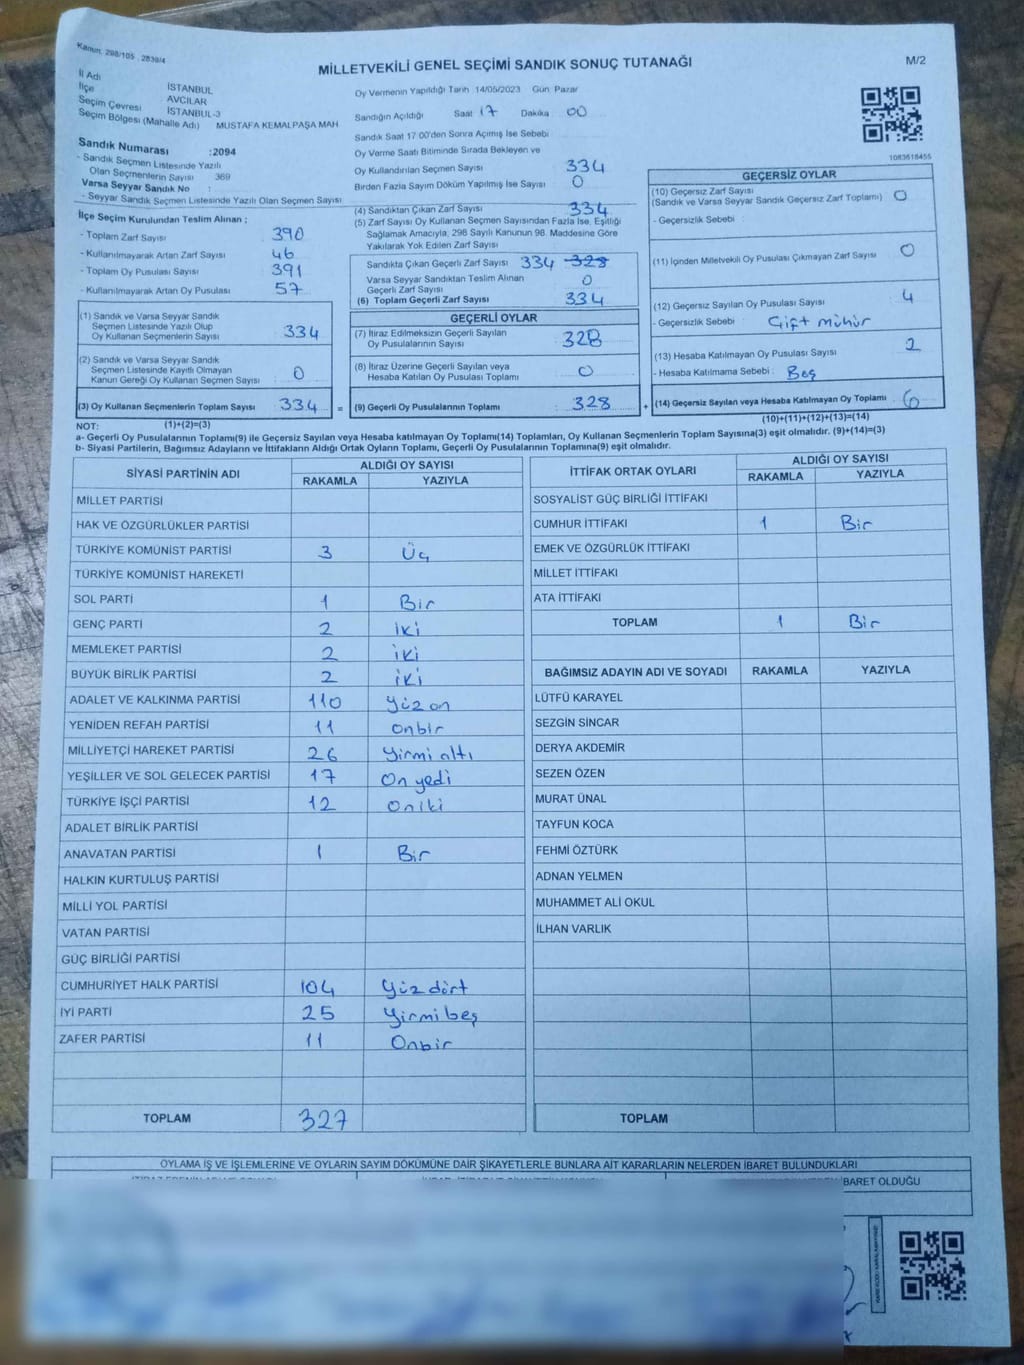 Kanun: 298/105 , 2839/4
MİLLETVEKİLİ GENEL SEÇİMİ SANDIK SONUÇ TUTANAĞI
M/2
İl Adı İSTANBUL
İlçe AVCILAR
Seçim Çevresi İSTANBUL-3
Seçim Bölgesi (Mahalle Adı) MUSTAFA KEMALPAŞA MAH
Sandık Numarası :2094
- Sandık Seçmen Listesinde Yazılı
Olan Seçmenlerin Sayısı 369
Varsa Seyyar Sandık No :
- Seyyar Sandık Seçmen Listesinde Yazılı Olan Seçmen Sayısı
İlçe Seçim Kurulundan Teslim Alınan ;
- Toplam Zarf Sayısı 390
- Kullanılmayarak Artan Zarf Sayısı 46
- Toplam Oy Pusulası Sayısı 391
- Kullanılmayarak Artan Oy Pusulası 57
Oy Vermenin Yapıldığı Tarih 14/05/2023 Gün Pazar
Sandığın Açıldığı Saat 17 Dakika 00
Sandık Saat 17:00'den Sonra Açılmış İse Sebebi
Oy Verme Saati Bitiminde Sırada Bekleyen ve
Oy Kullandırılan Seçmen Sayısı 334
Birden Fazla Sayım Döküm Yapılmış İse Sayısı 0
(4) Sandıktan Çıkan Zarf Sayısı 334
(5) Zarf Sayısı Oy Kullanan Seçmen Sayısından Fazla İse, Eşitliği
Sağlamak Amacıyla, 298 Sayılı Kanunun 98. Maddesine Göre
Yakılarak Yok Edilen Zarf Sayısı
Sandıkta Çıkan Geçerli Zarf Sayısı 334 328
Varsa Seyyar Sandıktan Teslim Alınan
Geçerli Zarf Sayısı 0
(6) Toplam Geçerli Zarf Sayısı 334
1083618455
GEÇERSİZ OYLAR
(10) Geçersiz Zarf Sayısı 0
(Sandık ve Varsa Seyyar Sandık Geçersiz Zarf Toplamı)
- Geçersizlik Sebebi :
(11) İçinden Milletvekili Oy Pusulası Çıkmayan Zarf Sayısı 0
(12) Geçersiz Sayılan Oy Pusulası Sayısı 4
- Geçersizlik Sebebi : Çift mühür
(13) Hesaba Katılmayan Oy Pusulası Sayısı 2
- Hesaba Katılmama Sebebi : Boş
(14) Geçersiz Sayılan veya Hesaba Katılmayan Oy Toplamı 6
(10)+(11)+(12)+(13)=(14)
(1) Sandık ve Varsa Seyyar Sandık
Seçmen Listesinde Yazılı Olup
Oy Kullanan Seçmenlerin Sayısı 334
(2) Sandık ve Varsa Seyyar Sandık
Seçmen Listesinde Kayıtlı Olmayan
Kanun Gereği Oy Kullanan Seçmen Sayısı 0
(3) Oy Kullanan Seçmenlerin Toplam Sayısı 334 =
GEÇERLİ OYLAR
(7) İtiraz Edilmeksizin Geçerli Sayılan
Oy Pusulalarının Sayısı 328
(8) İtiraz Üzerine Geçerli Sayılan veya
Hesaba Katılan Oy Pusulası Toplamı 0
(9) Geçerli Oy Pusulalarının Toplamı 328 +
NOT: (1)+(2)=(3)
a- Geçerli Oy Pusulalarının Toplamı(9) ile Geçersiz Sayılan veya Hesaba katılmayan Oy Toplamı(14) Toplamları, Oy Kullanan Seçmenlerin Toplam Sayısına(3) eşit olmalıdır. (9)+(14)=(3)
b- Siyasi Partilerin, Bağımsız Adayların ve İttifakların Aldığı Ortak Oyların Toplamı, Geçerli Oy Pusulalarının Toplamına(9) eşit olmalıdır.
SİYASİ PARTİNİN ADI ALDIĞI OY SAYISI
RAKAMLA YAZIYLA
MİLLET PARTİSİ
HAK VE ÖZGÜRLÜKLER PARTİSİ
TÜRKİYE KOMÜNİST PARTİSİ 3 Üç
TÜRKİYE KOMÜNİST HAREKETİ
SOL PARTİ 1 Bir
GENÇ PARTİ 2 iki
MEMLEKET PARTİSİ 2 iki
BÜYÜK BİRLİK PARTİSİ 2 iki
ADALET VE KALKINMA PARTİSİ 110 Yüz on
YENİDEN REFAH PARTİSİ 11 Onbir
MİLLİYETÇİ HAREKET PARTİSİ 26 Yirmi altı
YEŞİLLER VE SOL GELECEK PARTİSİ 17 On yedi
TÜRKİYE İŞÇİ PARTİSİ 12 Oniki
ADALET BİRLİK PARTİSİ
ANAVATAN PARTİSİ 1 Bir
HALKIN KURTULUŞ PARTİSİ
MİLLİ YOL PARTİSİ
VATAN PARTİSİ
GÜÇ BİRLİĞİ PARTİSİ
CUMHURİYET HALK PARTİSİ 104 Yüz dört
İYİ PARTİ 25 Yirmi beş
ZAFER PARTİSİ 11 Onbir
TOPLAM 327
İTTİFAK ORTAK OYLARI ALDIĞI OY SAYISI
RAKAMLA YAZIYLA
SOSYALİST GÜÇ BİRLİĞİ İTTİFAKI
CUMHUR İTTİFAKI 1 Bir
EMEK VE ÖZGÜRLÜK İTTİFAKI
MİLLET İTTİFAKI
ATA İTTİFAKI
TOPLAM 1 Bir
BAĞIMSIZ ADAYIN ADI VE SOYADI RAKAMLA YAZIYLA
LÜTFÜ KARAYEL
SEZGİN SİNCAR
DERYA AKDEMİR
SEZEN ÖZEN
MURAT ÜNAL
TAYFUN KOCA
FEHMİ ÖZTÜRK
ADNAN YELMEN
MUHAMMET ALİ OKUL
İLHAN VARLIK
TOPLAM
OYLAMA İŞ VE İŞLEMLERİNE VE OYLARIN SAYIM DÖKÜMÜNE DAİR ŞİKAYETLERLE BUNLARA AİT KARARLARIN NELERDEN İBARET BULUNDUKLARI
İBARET OLDUĞU